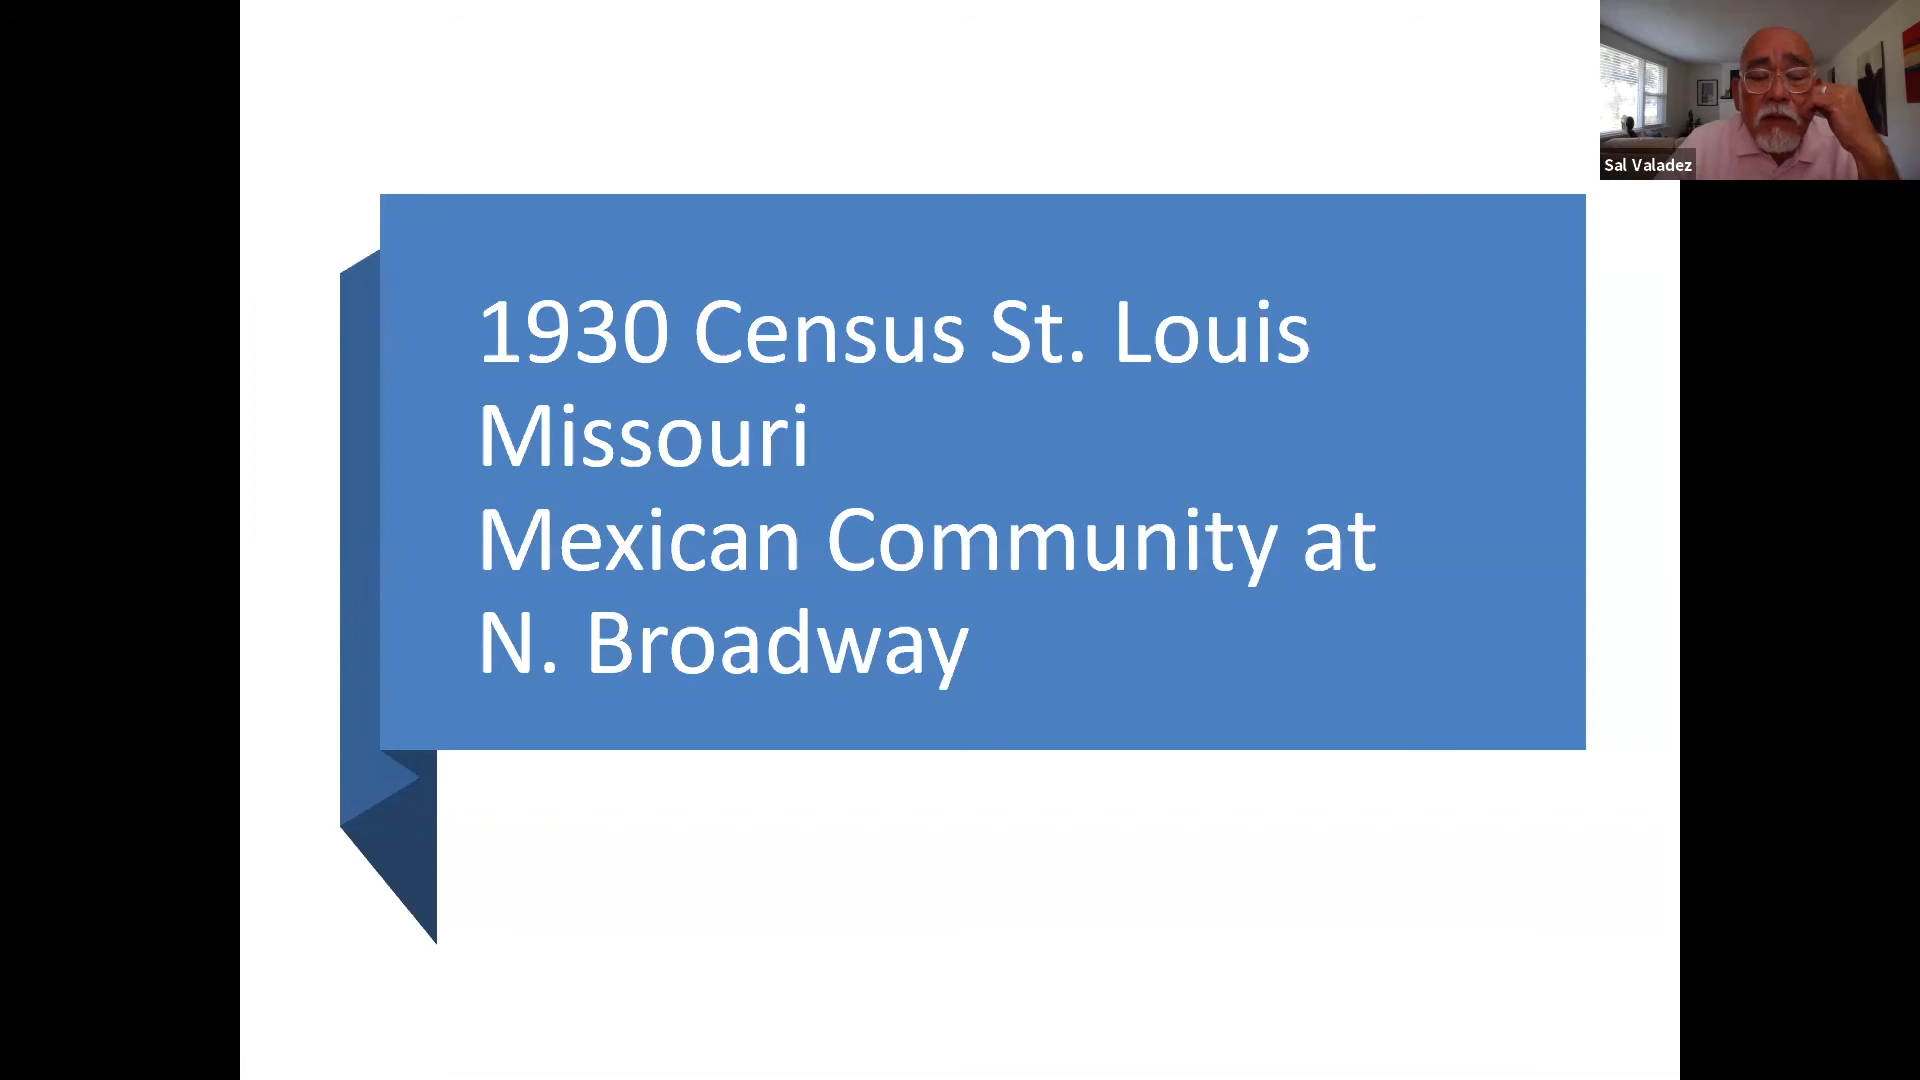 1930 Census St. Louis
Missouri
Mexican Community at
N. Broadway
Sal Valadez